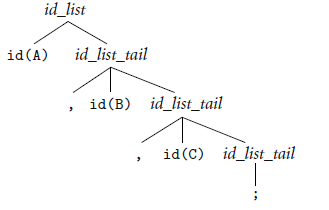 id_list
id(A) id_list_tail
, id(B) id_list_tail
, id(C) id_list_tail
;